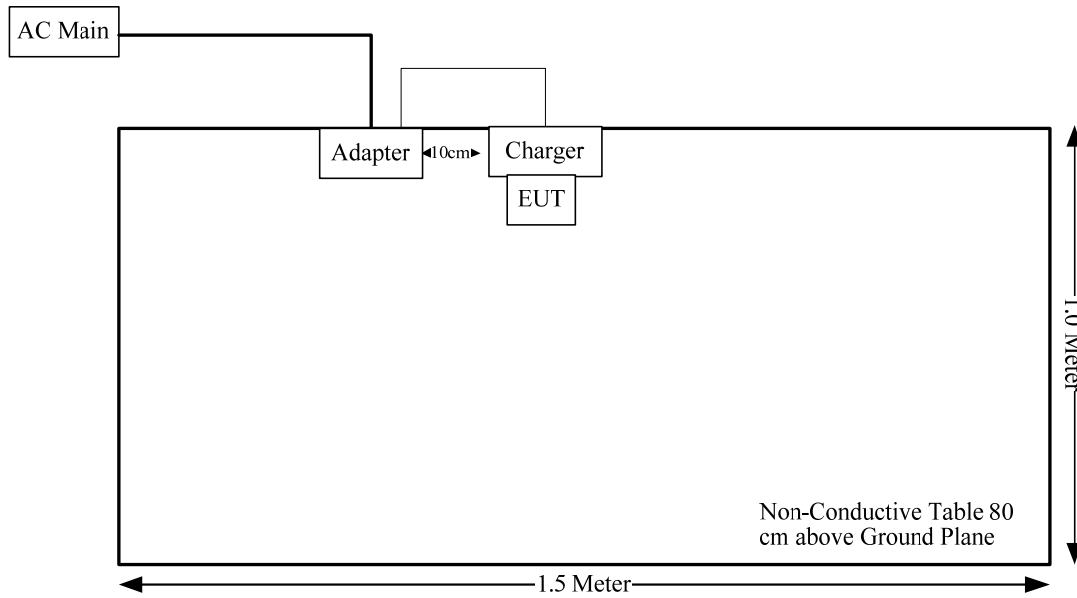 AC Main
Adapter
10cm
Charger
EUT
1.0 Meter
Non-Conductive Table 80
cm above Ground Plane
1.5 Meter